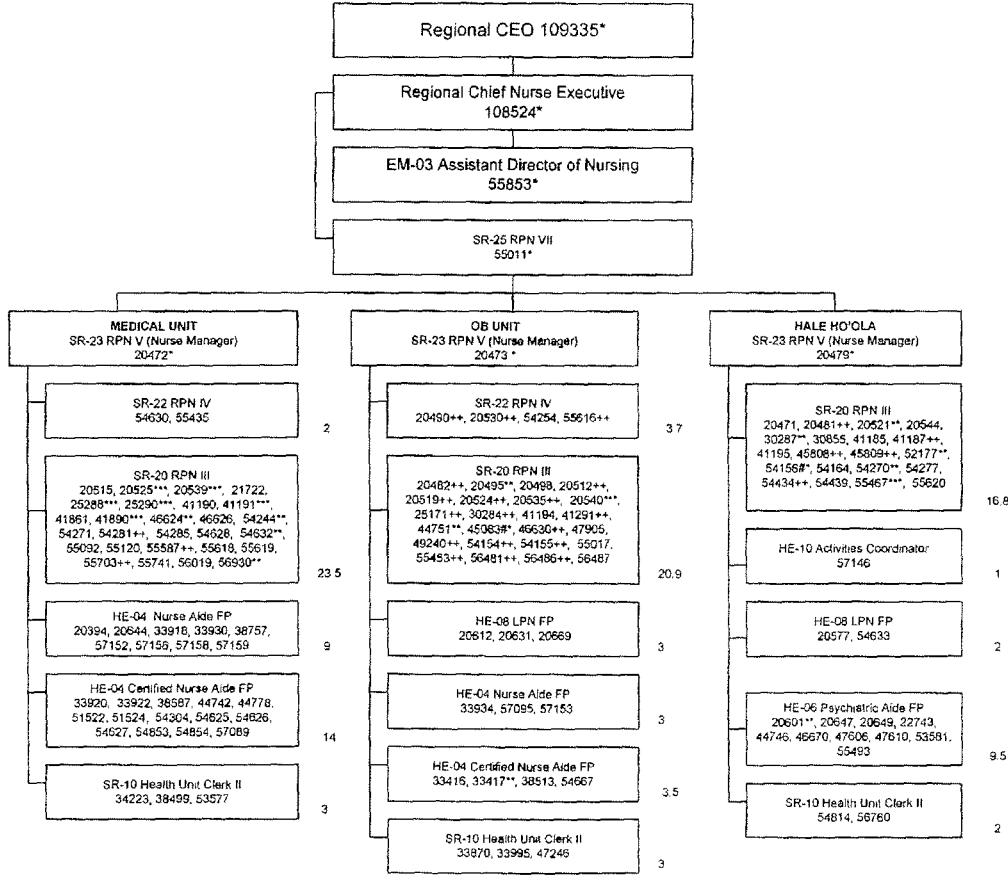 Regional CEO 109335*
Regional Chief Nurse Executive
108524*
EM-03 Assistant Director of Nursing
55853*
SR-25 RPN VII
55011*
MEDICAL UNIT
SR-23 RPN V (Nurse Manager)
20472*
SR-22 RPN IV
54630, 55435
2
SR-20 RPN III
20515, 20525***, 20539***, 21722,
25288***, 25290***, 41190, 41191***,
41861, 41890***, 46624**, 46626, 54244**,
54271, 54281++, 54285, 54628, 54632**,
55092, 55120, 55587++, 55618, 55619,
55703++, 55741, 56019, 56930**
23.5
HE-04 Nurse Aide FP
20394, 20644, 33918, 33930, 38757,
57152, 57156, 57158, 57159
9
HE-04 Certified Nurse Aide FP
33920, 33922, 38587, 44742, 44778,
51522, 51524, 54304, 54625, 54626,
54627, 54853, 54854, 57089
14
SR-10 Health Unit Clerk II
34223, 38499, 53577
3
OB UNIT
SR-23 RPN V (Nurse Manager)
20473 *
SR-22 RPN IV
20490++, 20530++, 54254, 55616++
3.7
SR-20 RPN III
20482++, 20495**, 20498, 20512++,
20519++, 20524++, 20535++, 20540***,
25171++, 30284++, 41194, 41291++,
44751**, 45083#*, 46630++, 47905,
49240++, 54154++, 54155++, 55017,
55453++, 56481++, 56486++, 56487
20.9
HE-08 LPN FP
20612, 20631, 20669
3
HE-04 Nurse Aide FP
33934, 57095, 57153
3
HE-04 Certified Nurse Aide FP
33416, 33417**, 38513, 54667
3.5
SR-10 Health Unit Clerk II
33870, 33995, 47246
3
HALE HO'OLA
SR-23 RPN V (Nurse Manager)
20479*
SR-20 RPN III
20471, 20481++, 20521**, 20544,
30287**, 30855, 41185, 41187++,
41195, 45808++, 45809++, 52177**,
54156#*, 54164, 54270**, 54277,
54434++, 54439, 55467***, 55620
16.8
HE-10 Activities Coordinator
57146
1
HE-08 LPN FP
20577, 54633
2
HE-06 Psychiatric Aide FP
20601**, 20647, 20649, 22743,
44746, 46670, 47606, 47610, 53581,
55493
9.5
SR-10 Health Unit Clerk II
54814, 56760
2